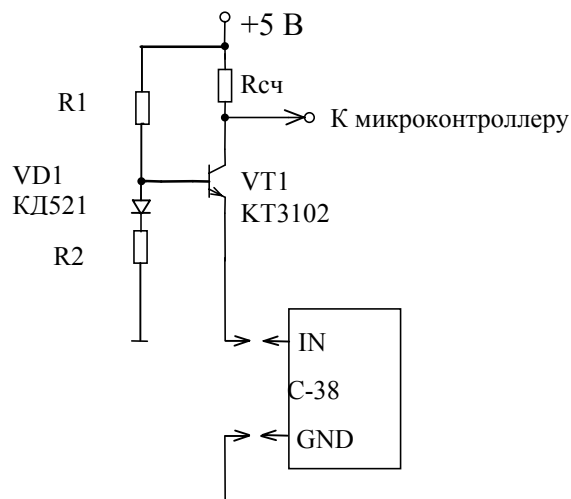 +5 В
Rсч
R1
К микроконтроллеру
VD1
КД521
VT1
КТ3102
R2
IN
С-38
GND